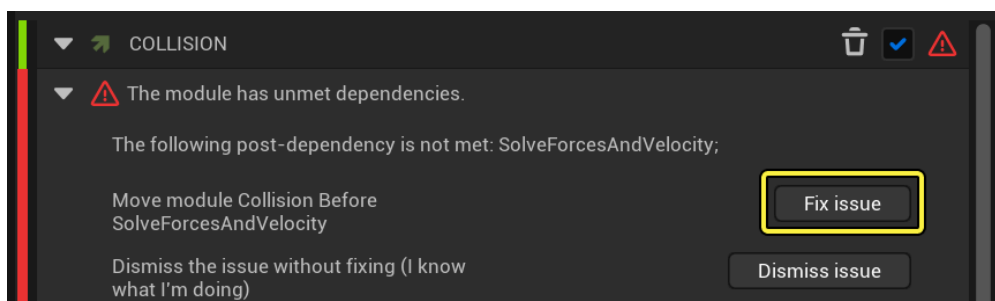 COLLISION
The module has unmet dependencies.
The following post-dependency is not met: SolveForcesAndVelocity;
Move module Collision Before
SolveForcesAndVelocity
Fix issue
Dismiss the issue without fixing (I know
what I'm doing)
Dismiss issue